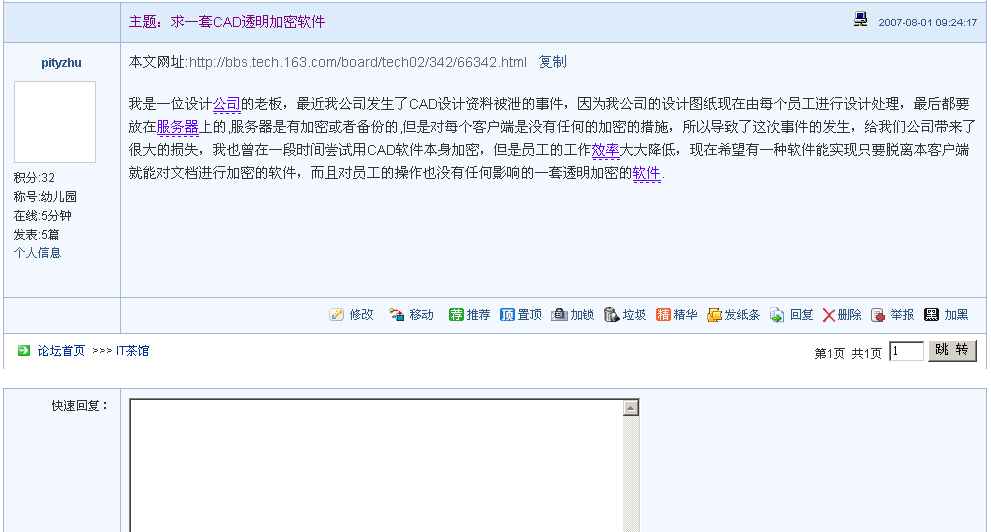 主题：求一套CAD透明加密软件
2007-08-01 09:24:17
pityzhu
本文网址:http://bbs.tech.163.com/board/tech02/342/66342.html 复制
我是一位设计公司的老板，最近我公司发生了CAD设计资料被泄的事件，因为我公司的设计图纸现在由每个员工进行设计处理，最后都要
放在服务器上的,服务器是有加密或者备份的,但是对每个客户端是没有任何的加密的措施，所以导致了这次事件的发生，给我们公司带来了
很大的损失，我也曾在一段时间尝试用CAD软件本身加密，但是员工的工作效率大大降低，现在希望有一种软件能实现只要脱离本客户端
就能对文档进行加密的软件，而且对员工的操作也没有任何影响的一套透明加密的软件.
积分:32
称号:幼儿园
在线:5分钟
发表:5篇
个人信息
修改 移动 荐 推荐 顶 置顶 加锁 垃圾 精 精华 发纸条 回复 删除 举报 黑 加黑
论坛首页 >>> IT茶馆
第1页 共1页 1 跳 转
快速回复：